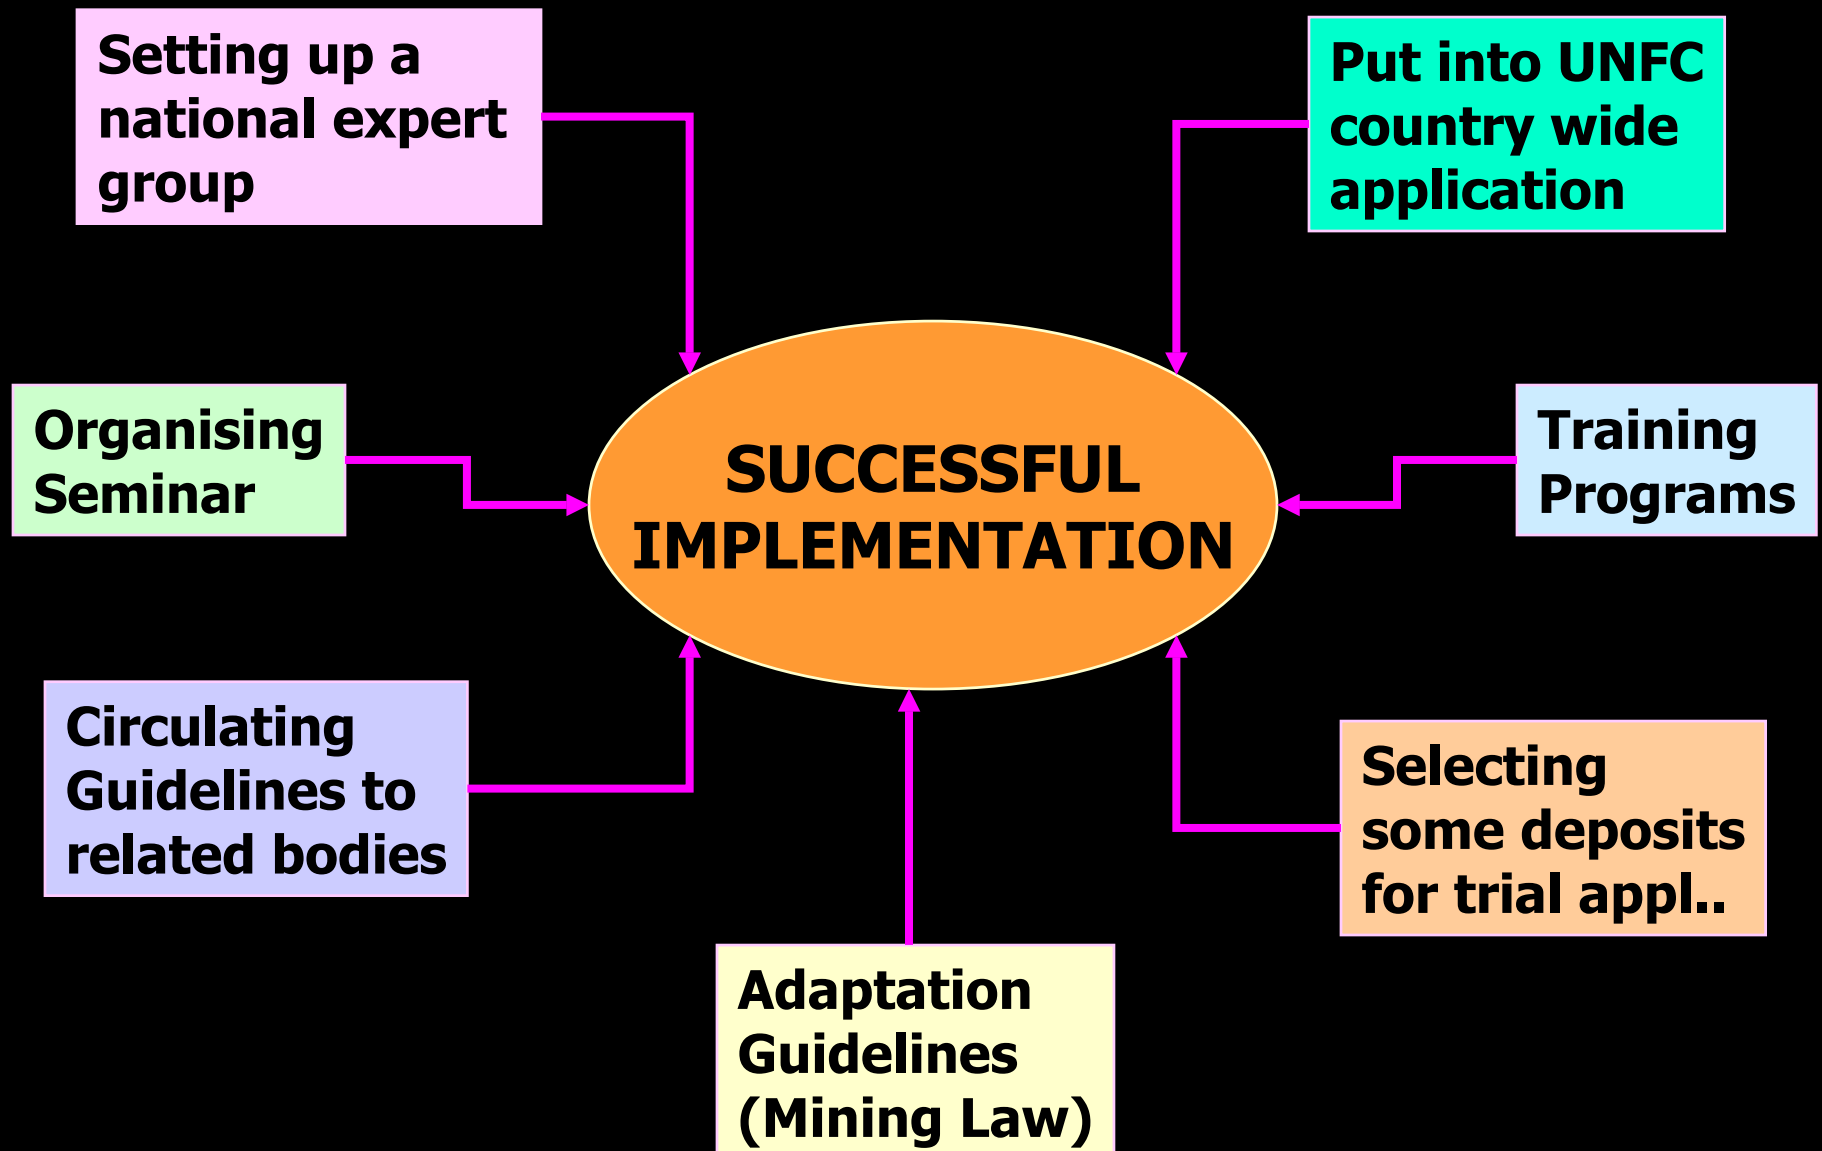 Setting up a
national expert
group
Put into UNFC
country wide
application
Organising
Seminar
SUCCESSFUL
IMPLEMENTATION
Training
Programs
Circulating
Guidelines to
related bodies
Selecting
some deposits
for trial appl..
Adaptation
Guidelines
(Mining Law)